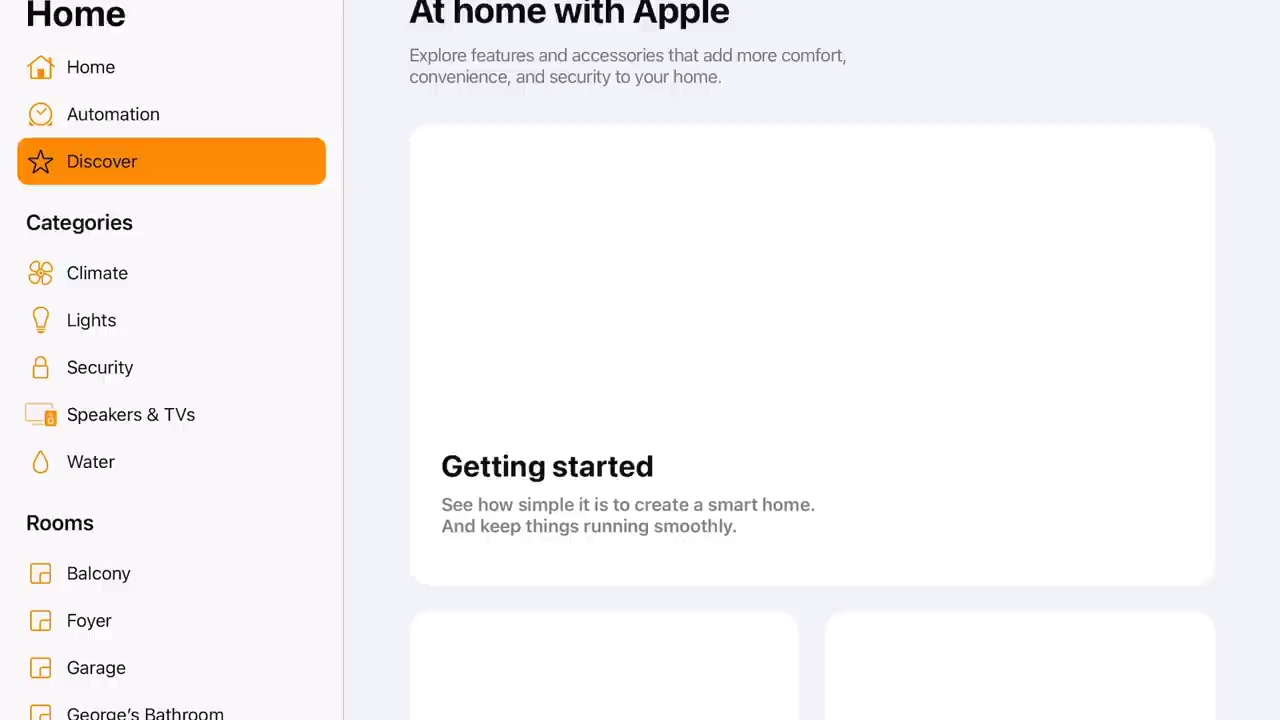 Home
Home
Automation
Discover
Categories
Climate
Lights
Security
Speakers & TVs
Water
Rooms
Balcony
Foyer
Garage
George’s Bathroom
At home with Apple
Explore features and accessories that add more comfort,
convenience, and security to your home.
Getting started
See how simple it is to create a smart home.
And keep things running smoothly.